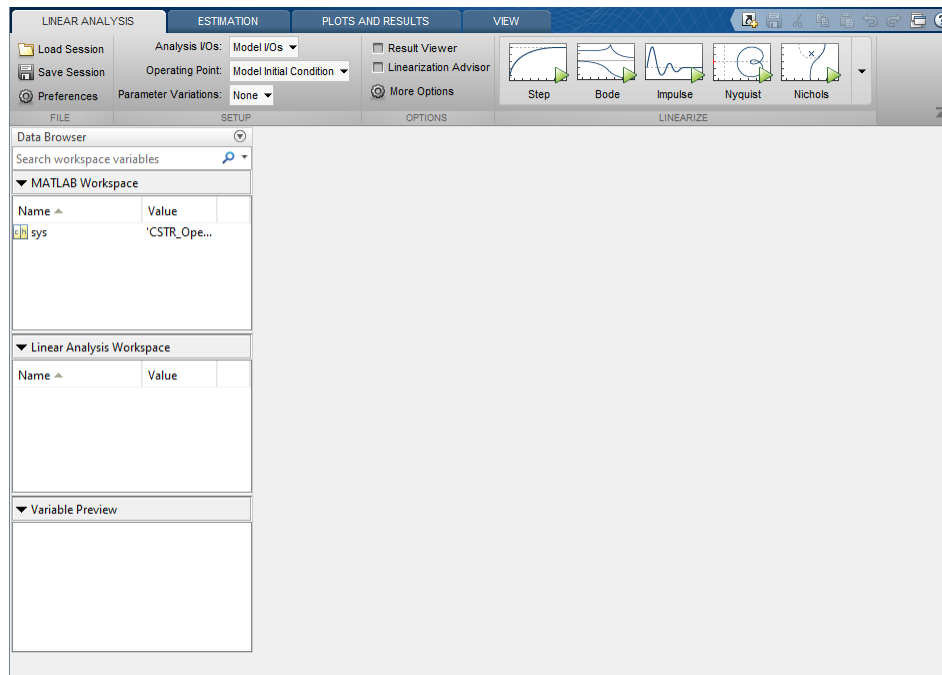 LINEAR ANALYSIS ESTIMATION PLOTS AND RESULTS VIEW
Load Session Analysis I/Os: Model I/Os Result Viewer
Save Session Operating Point: Model Initial Condition Linearization Advisor
Preferences Parameter Variations: None More Options Step Bode Impulse Nyquist Nichols
FILE SETUP OPTIONS LINEARIZE
Data Browser
Search workspace variables
MATLAB Workspace
Name Value
sys 'CSTR_Ope...
Linear Analysis Workspace
Name Value
Variable Preview